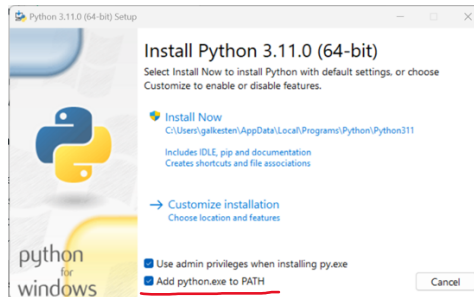 Python 3.11.0 (64-bit) Setup
Install Python 3.11.0 (64-bit)
Select Install Now to install Python with default settings, or choose
Customize to enable or disable features.
Install Now
C:\Users\galkesten\AppData\Local\Programs\Python\Python311
Includes IDLE, pip and documentation
Creates shortcuts and file associations
Customize installation
Choose location and features
python
for
windows
Use admin privileges when installing py.exe
Add python.exe to PATH
Cancel